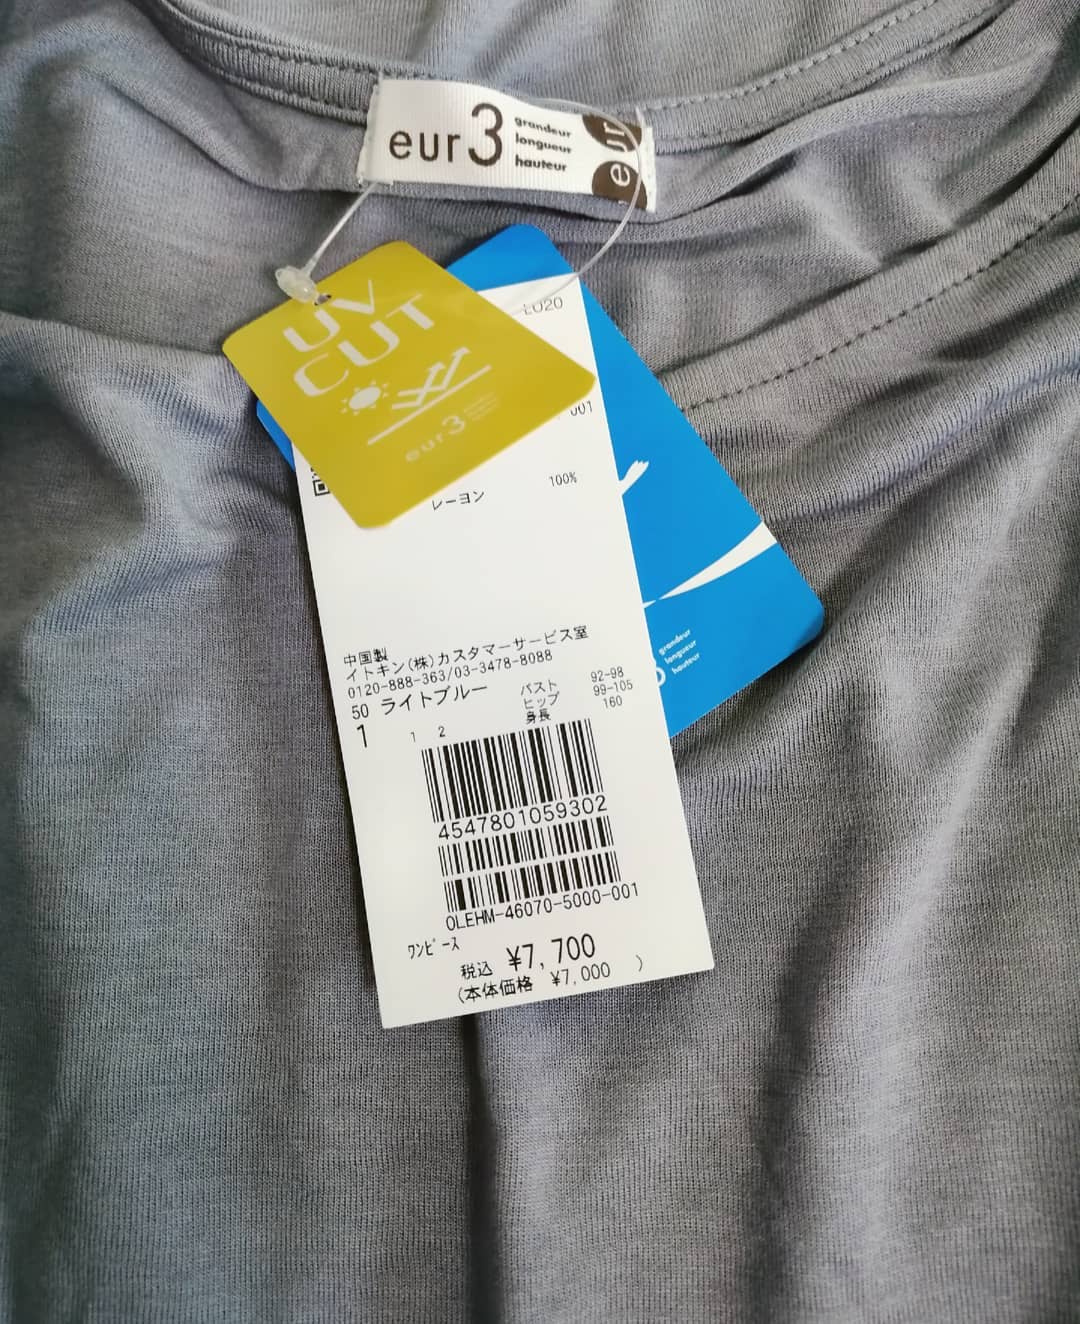 eur3
grandeur
longueur
hauteur
eur
UV
CUT
eur3
LU20
001
レーヨン 100%
中国製
イトキン(株)カスタマーサービス室
0120-888-363/03-3478-8088
50 ライトブルー
バスト 92-98
ヒップ 99-105
身長 160
1
1 2
4547801059302
OLEHM-46070-5000-001
ワンピース
税込 ¥7,700
(本体価格 ¥7,000 )
grandeur
longueur
hauteur